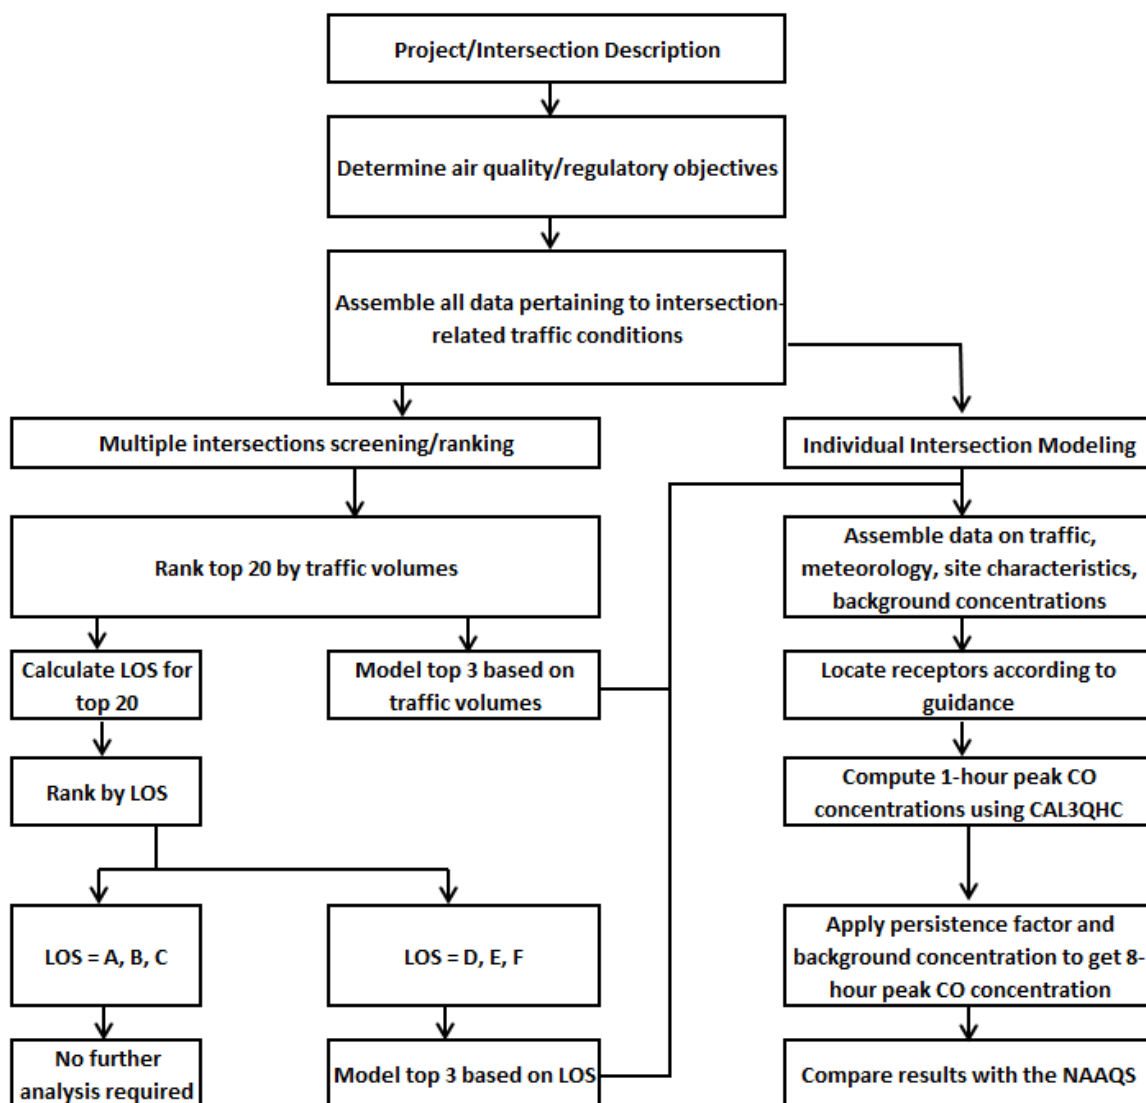 Project/Intersection Description
Determine air quality/regulatory objectives
Assemble all data pertaining to intersection-
related traffic conditions
Multiple intersections screening/ranking
Individual Intersection Modeling
Rank top 20 by traffic volumes
Assemble data on traffic,
meteorology, site characteristics,
background concentrations
Calculate LOS for
top 20
Model top 3 based on
traffic volumes
Locate receptors according to
guidance
Rank by LOS
Compute 1-hour peak CO
concentrations using CAL3QHC
LOS = A, B, C
LOS = D, E, F
Apply persistence factor and
background concentration to get 8-
hour peak CO concentration
No further
analysis required
Model top 3 based on LOS
Compare results with the NAAQS